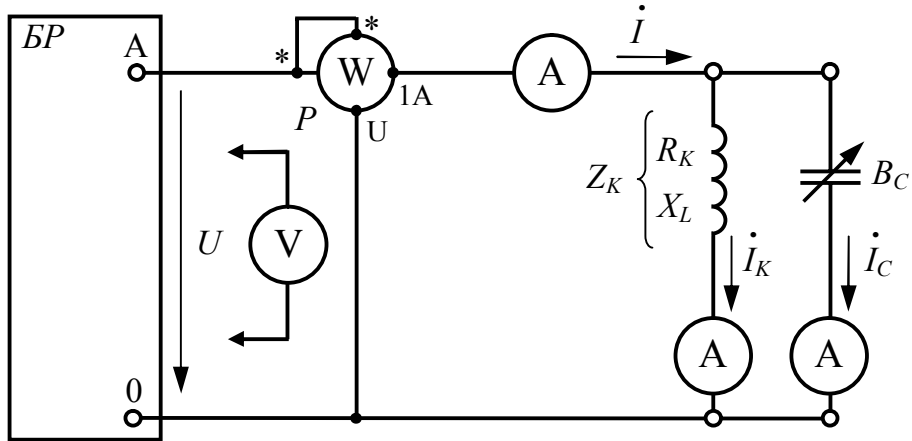 БР
A
*
*
W
1A
P
U
A
İ
Z_K
R_K
X_L
B_C
U
V
İ_K
İ_C
A
A
0